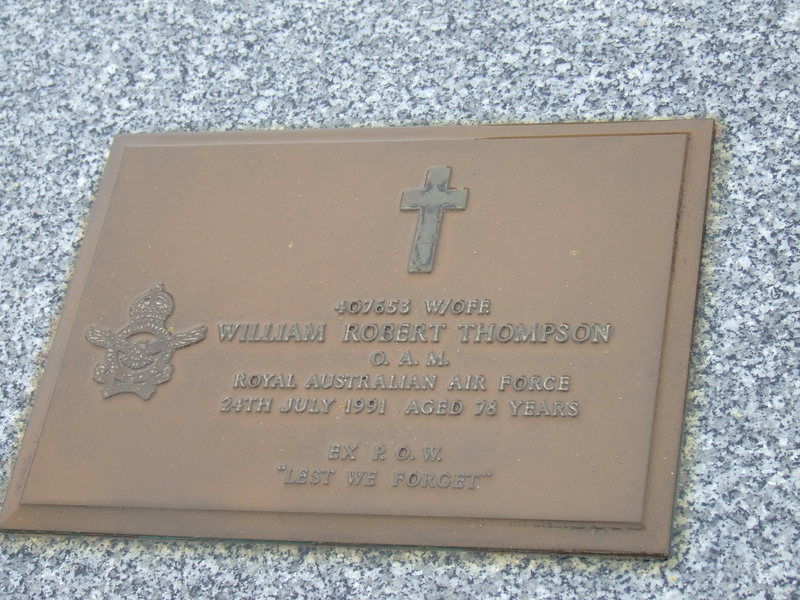 407653 W/OFF.
WILLIAM ROBERT THOMPSON
O. A. M.
ROYAL AUSTRALIAN AIR FORCE
24TH JULY 1991 AGED 78 YEARS
EX P. O. W.
"LEST WE FORGET"